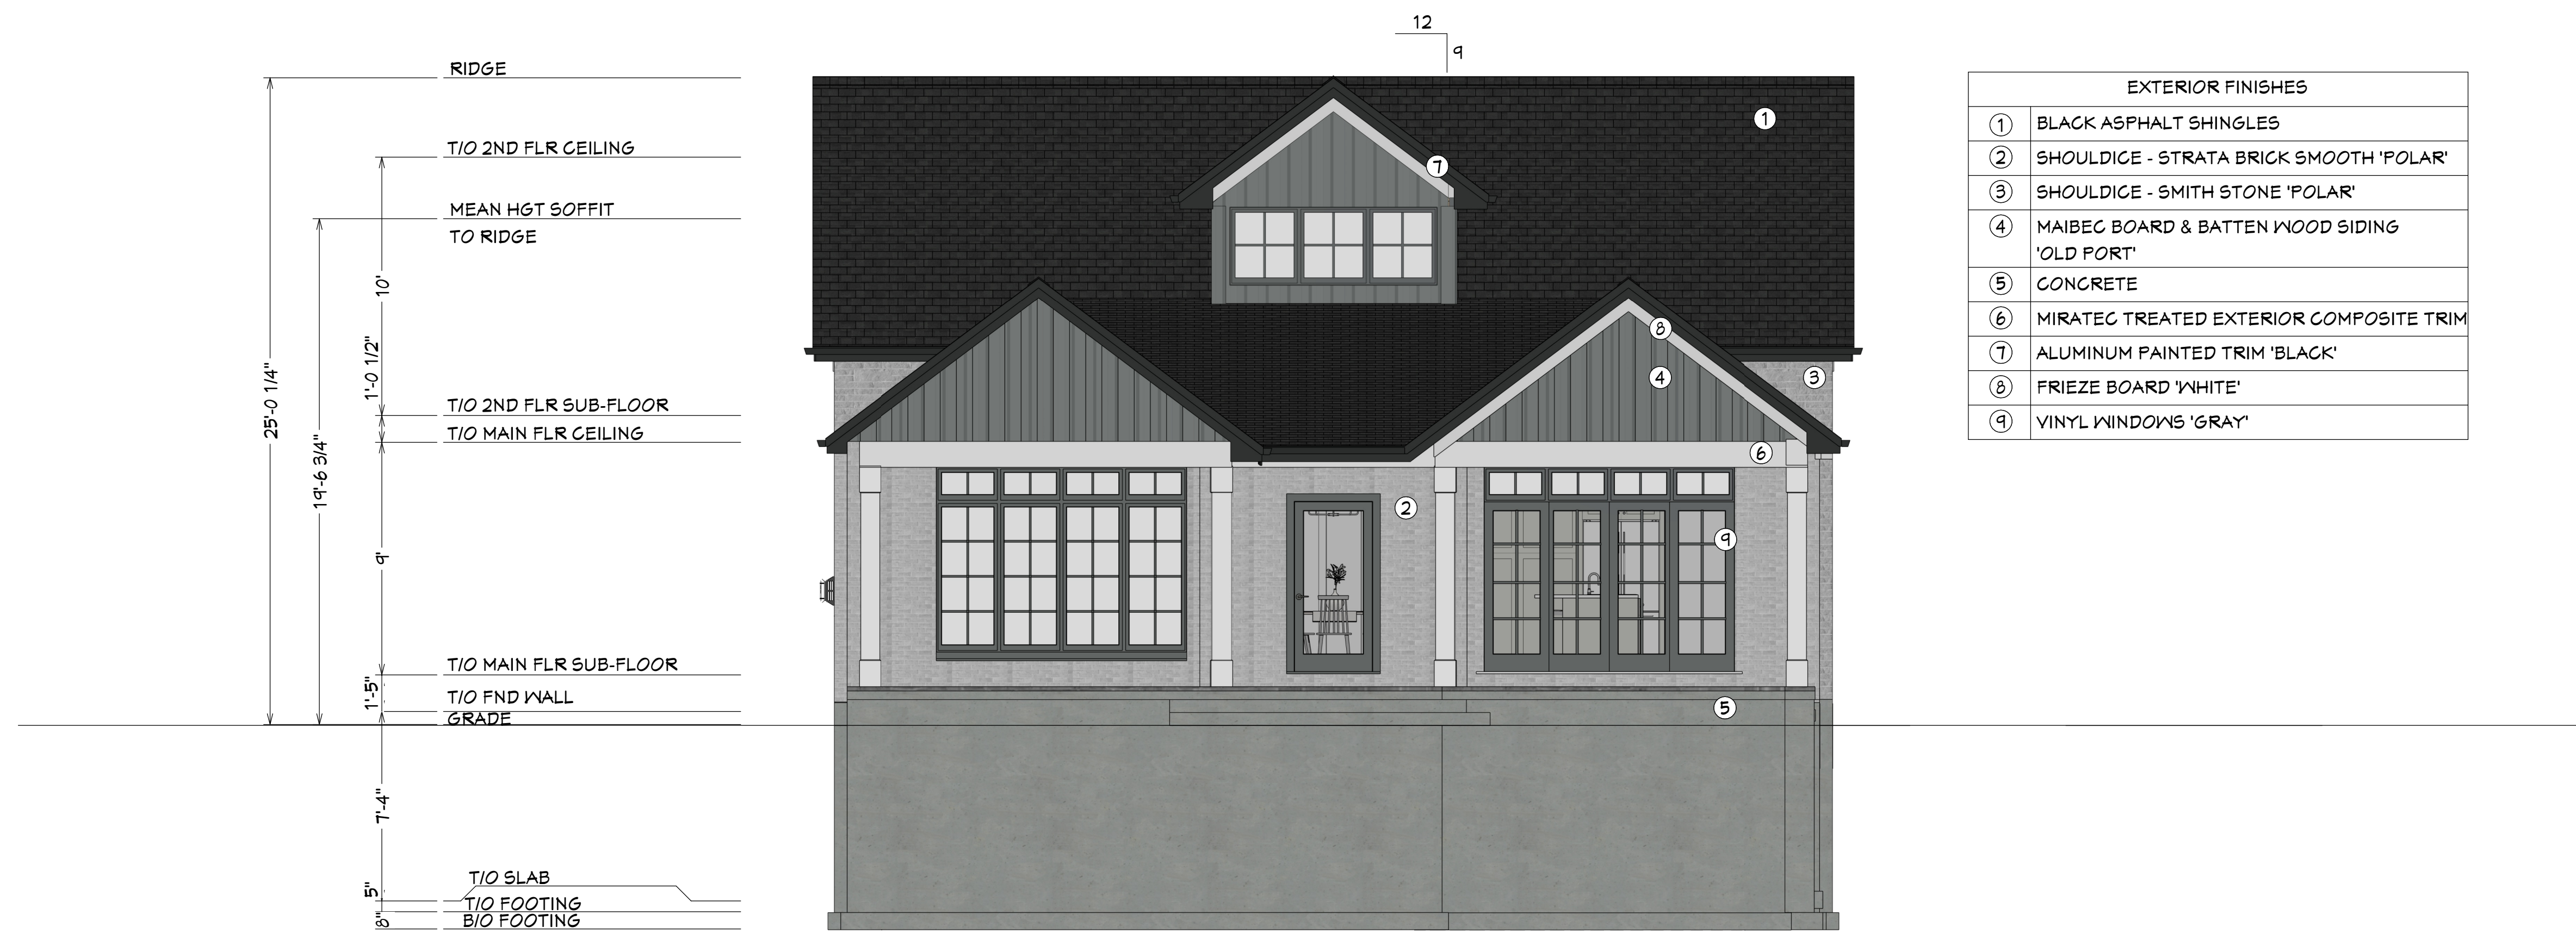 12
9
RIDGE
T/O 2ND FLR CEILING
MEAN HGT SOFFIT
TO RIDGE
T/O 2ND FLR SUB-FLOOR
T/O MAIN FLR CEILING
T/O MAIN FLR SUB-FLOOR
T/O FND WALL
GRADE
T/O SLAB
T/O FOOTING
B/O FOOTING
25'-0 1/4"
19'-6 3/4"
10'
1'-0 1/2"
9'
1'-5"
7'-4"
5"
8"
1
7
8
4
3
6
2
9
5
EXTERIOR FINISHES
1 BLACK ASPHALT SHINGLES
2 SHOULDICE - STRATA BRICK SMOOTH 'POLAR'
3 SHOULDICE - SMITH STONE 'POLAR'
4 MAIBEC BOARD & BATTEN WOOD SIDING
'OLD PORT'
5 CONCRETE
6 MIRATEC TREATED EXTERIOR COMPOSITE TRIM
7 ALUMINUM PAINTED TRIM 'BLACK'
8 FRIEZE BOARD 'WHITE'
9 VINYL WINDOWS 'GRAY'